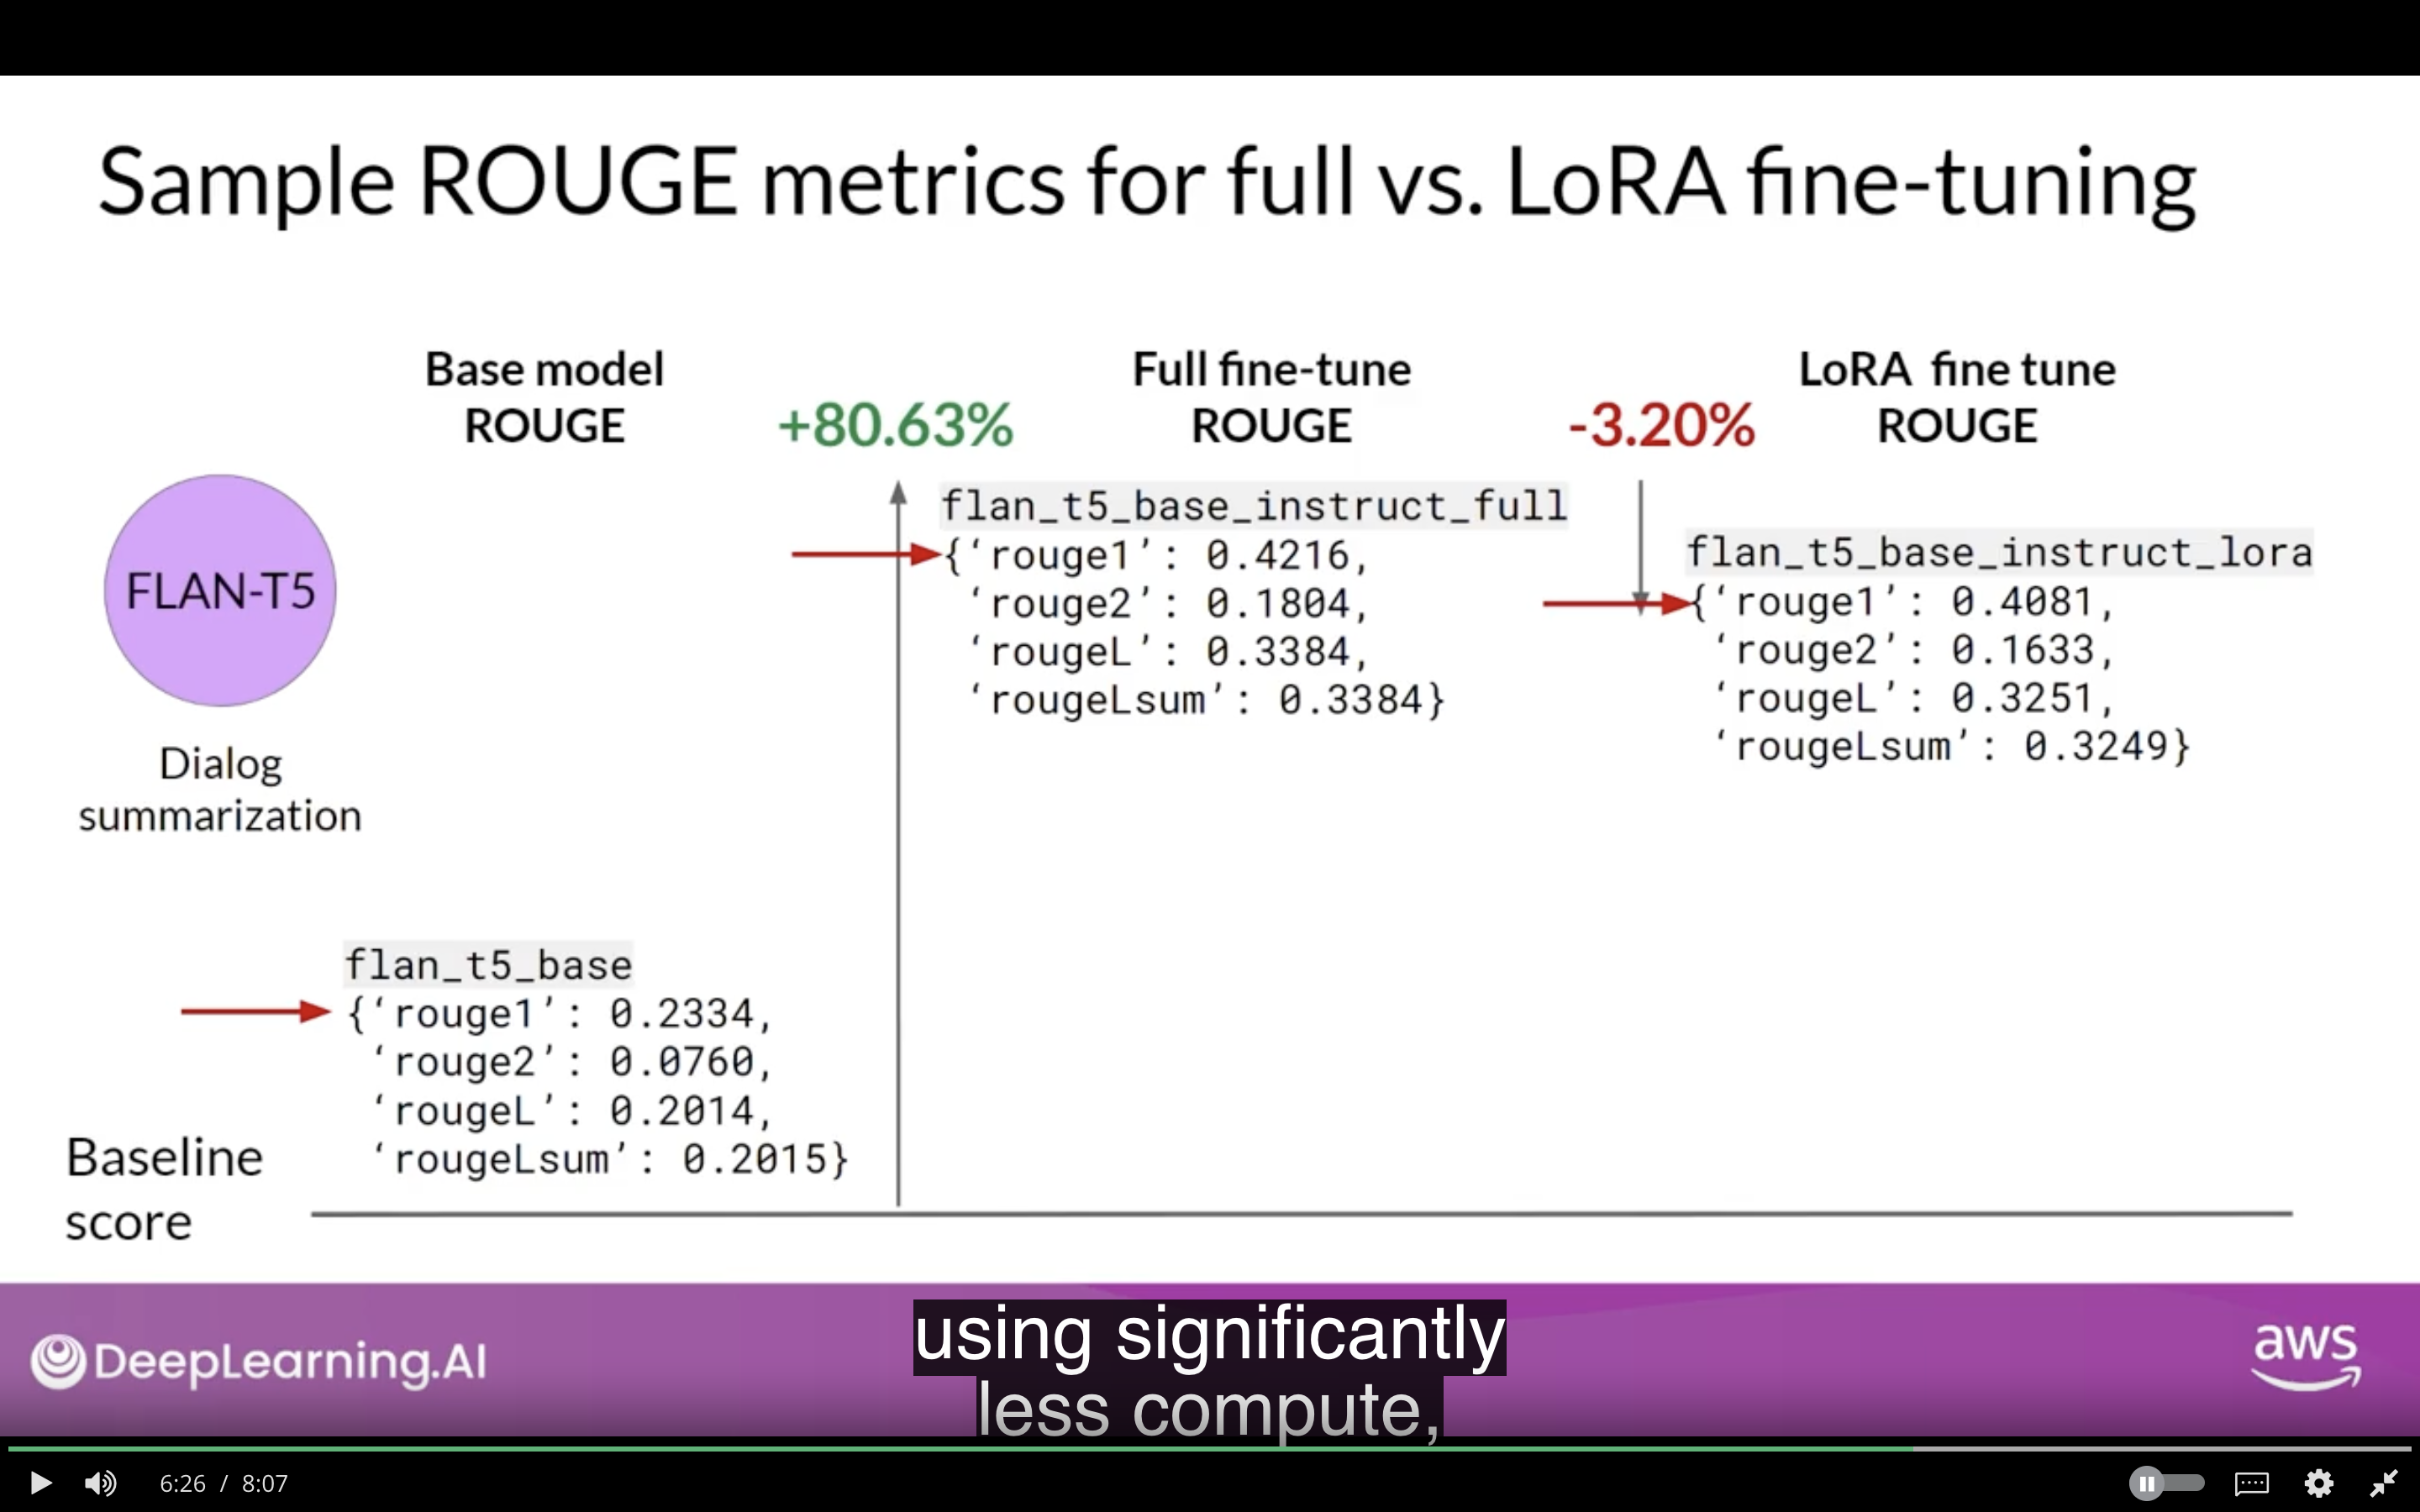 Sample ROUGE metrics for full vs. LoRA fine-tuning
Base model
ROUGE
+80.63%
Full fine-tune
ROUGE
-3.20%
LoRA fine tune
ROUGE
FLAN-T5
Dialog
summarization
flan_t5_base_instruct_full
{‘rouge1’: 0.4216,
‘rouge2’: 0.1804,
‘rougeL’: 0.3384,
‘rougeLsum’: 0.3384}
flan_t5_base_instruct_lora
{‘rouge1’: 0.4081,
‘rouge2’: 0.1633,
‘rougeL’: 0.3251,
‘rougeLsum’: 0.3249}
flan_t5_base
{‘rouge1’: 0.2334,
‘rouge2’: 0.0760,
‘rougeL’: 0.2014,
‘rougeLsum’: 0.2015}
Baseline
score
DeepLearning.AI
using significantly
less compute,
aws
6:26 / 8:07